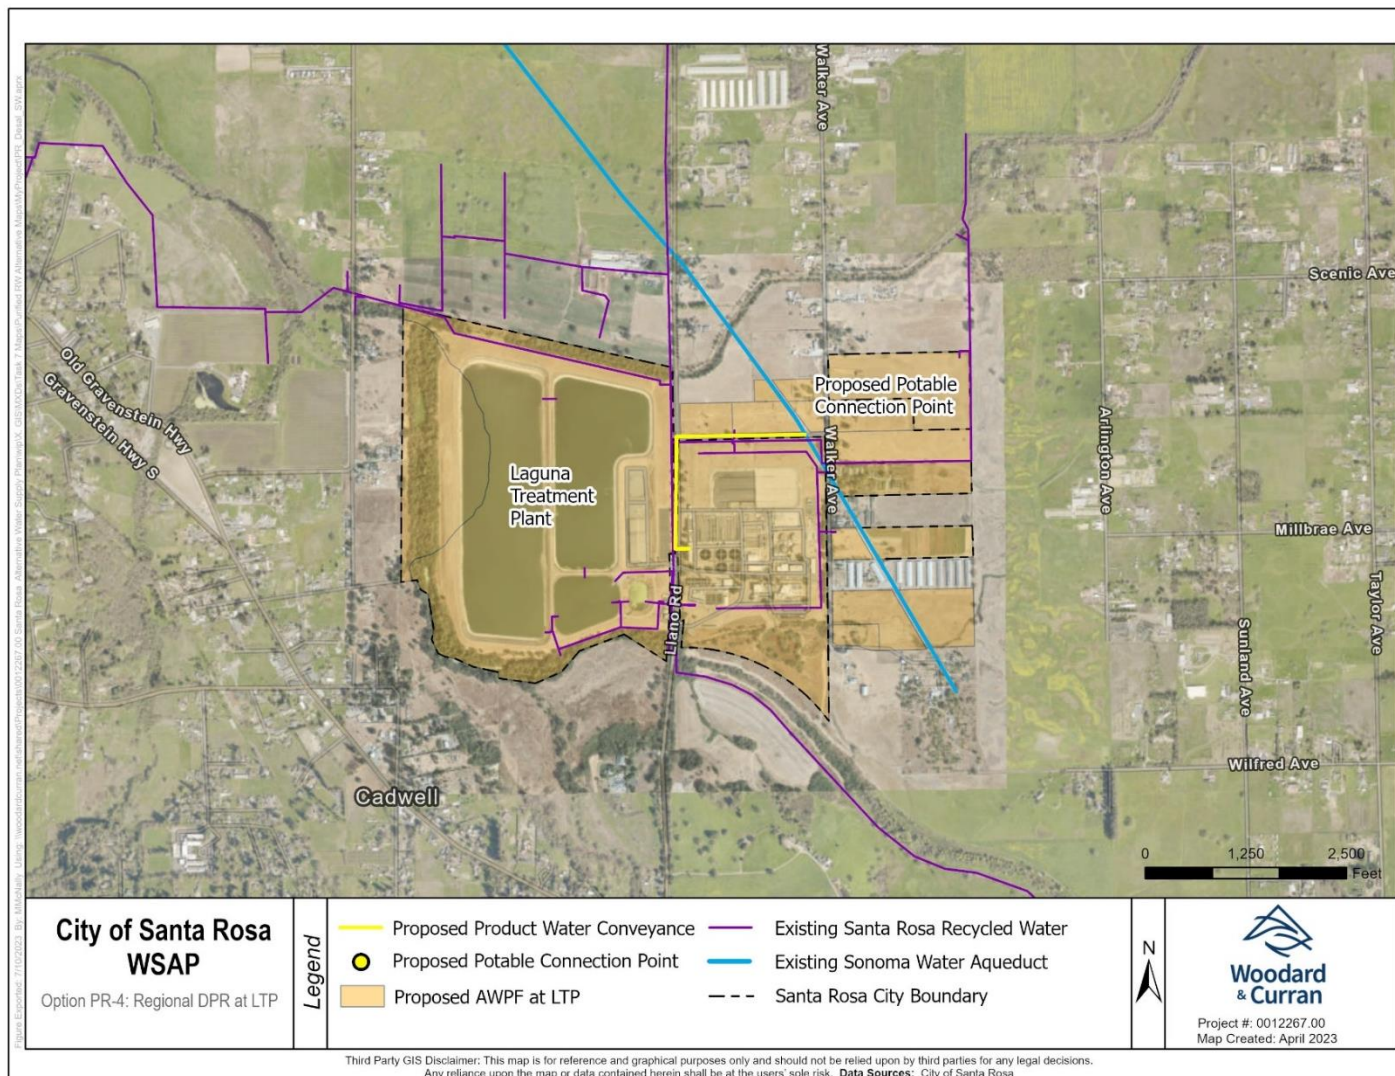 Walker Ave
Scenic Ave
Old Gravenstein Hwy
Gravenstein Hwy S
Proposed Potable
Connection Point
Arlington Ave
Laguna
Treatment
Plant
Walker Ave
Millbrae Ave
Taylor Ave
Llano Rd
Sunland Ave
Wilfred Ave
Cadwell
0 1,250 2,500
Feet
City of Santa Rosa
WSAP
Option PR-4: Regional DPR at LTP
Legend
Proposed Product Water Conveyance
Proposed Potable Connection Point
Proposed AWPF at LTP
Existing Santa Rosa Recycled Water
Existing Sonoma Water Aqueduct
Santa Rosa City Boundary
N
Woodard
& Curran
Project #: 0012267.00
Map Created: April 2023
Third Party GIS Disclaimer: This map is for reference and graphical purposes only and should not be relied upon by third parties for any legal decisions.
Any reliance upon the map or data contained herein shall be at the users' sole risk. Data Sources: City of Santa Rosa